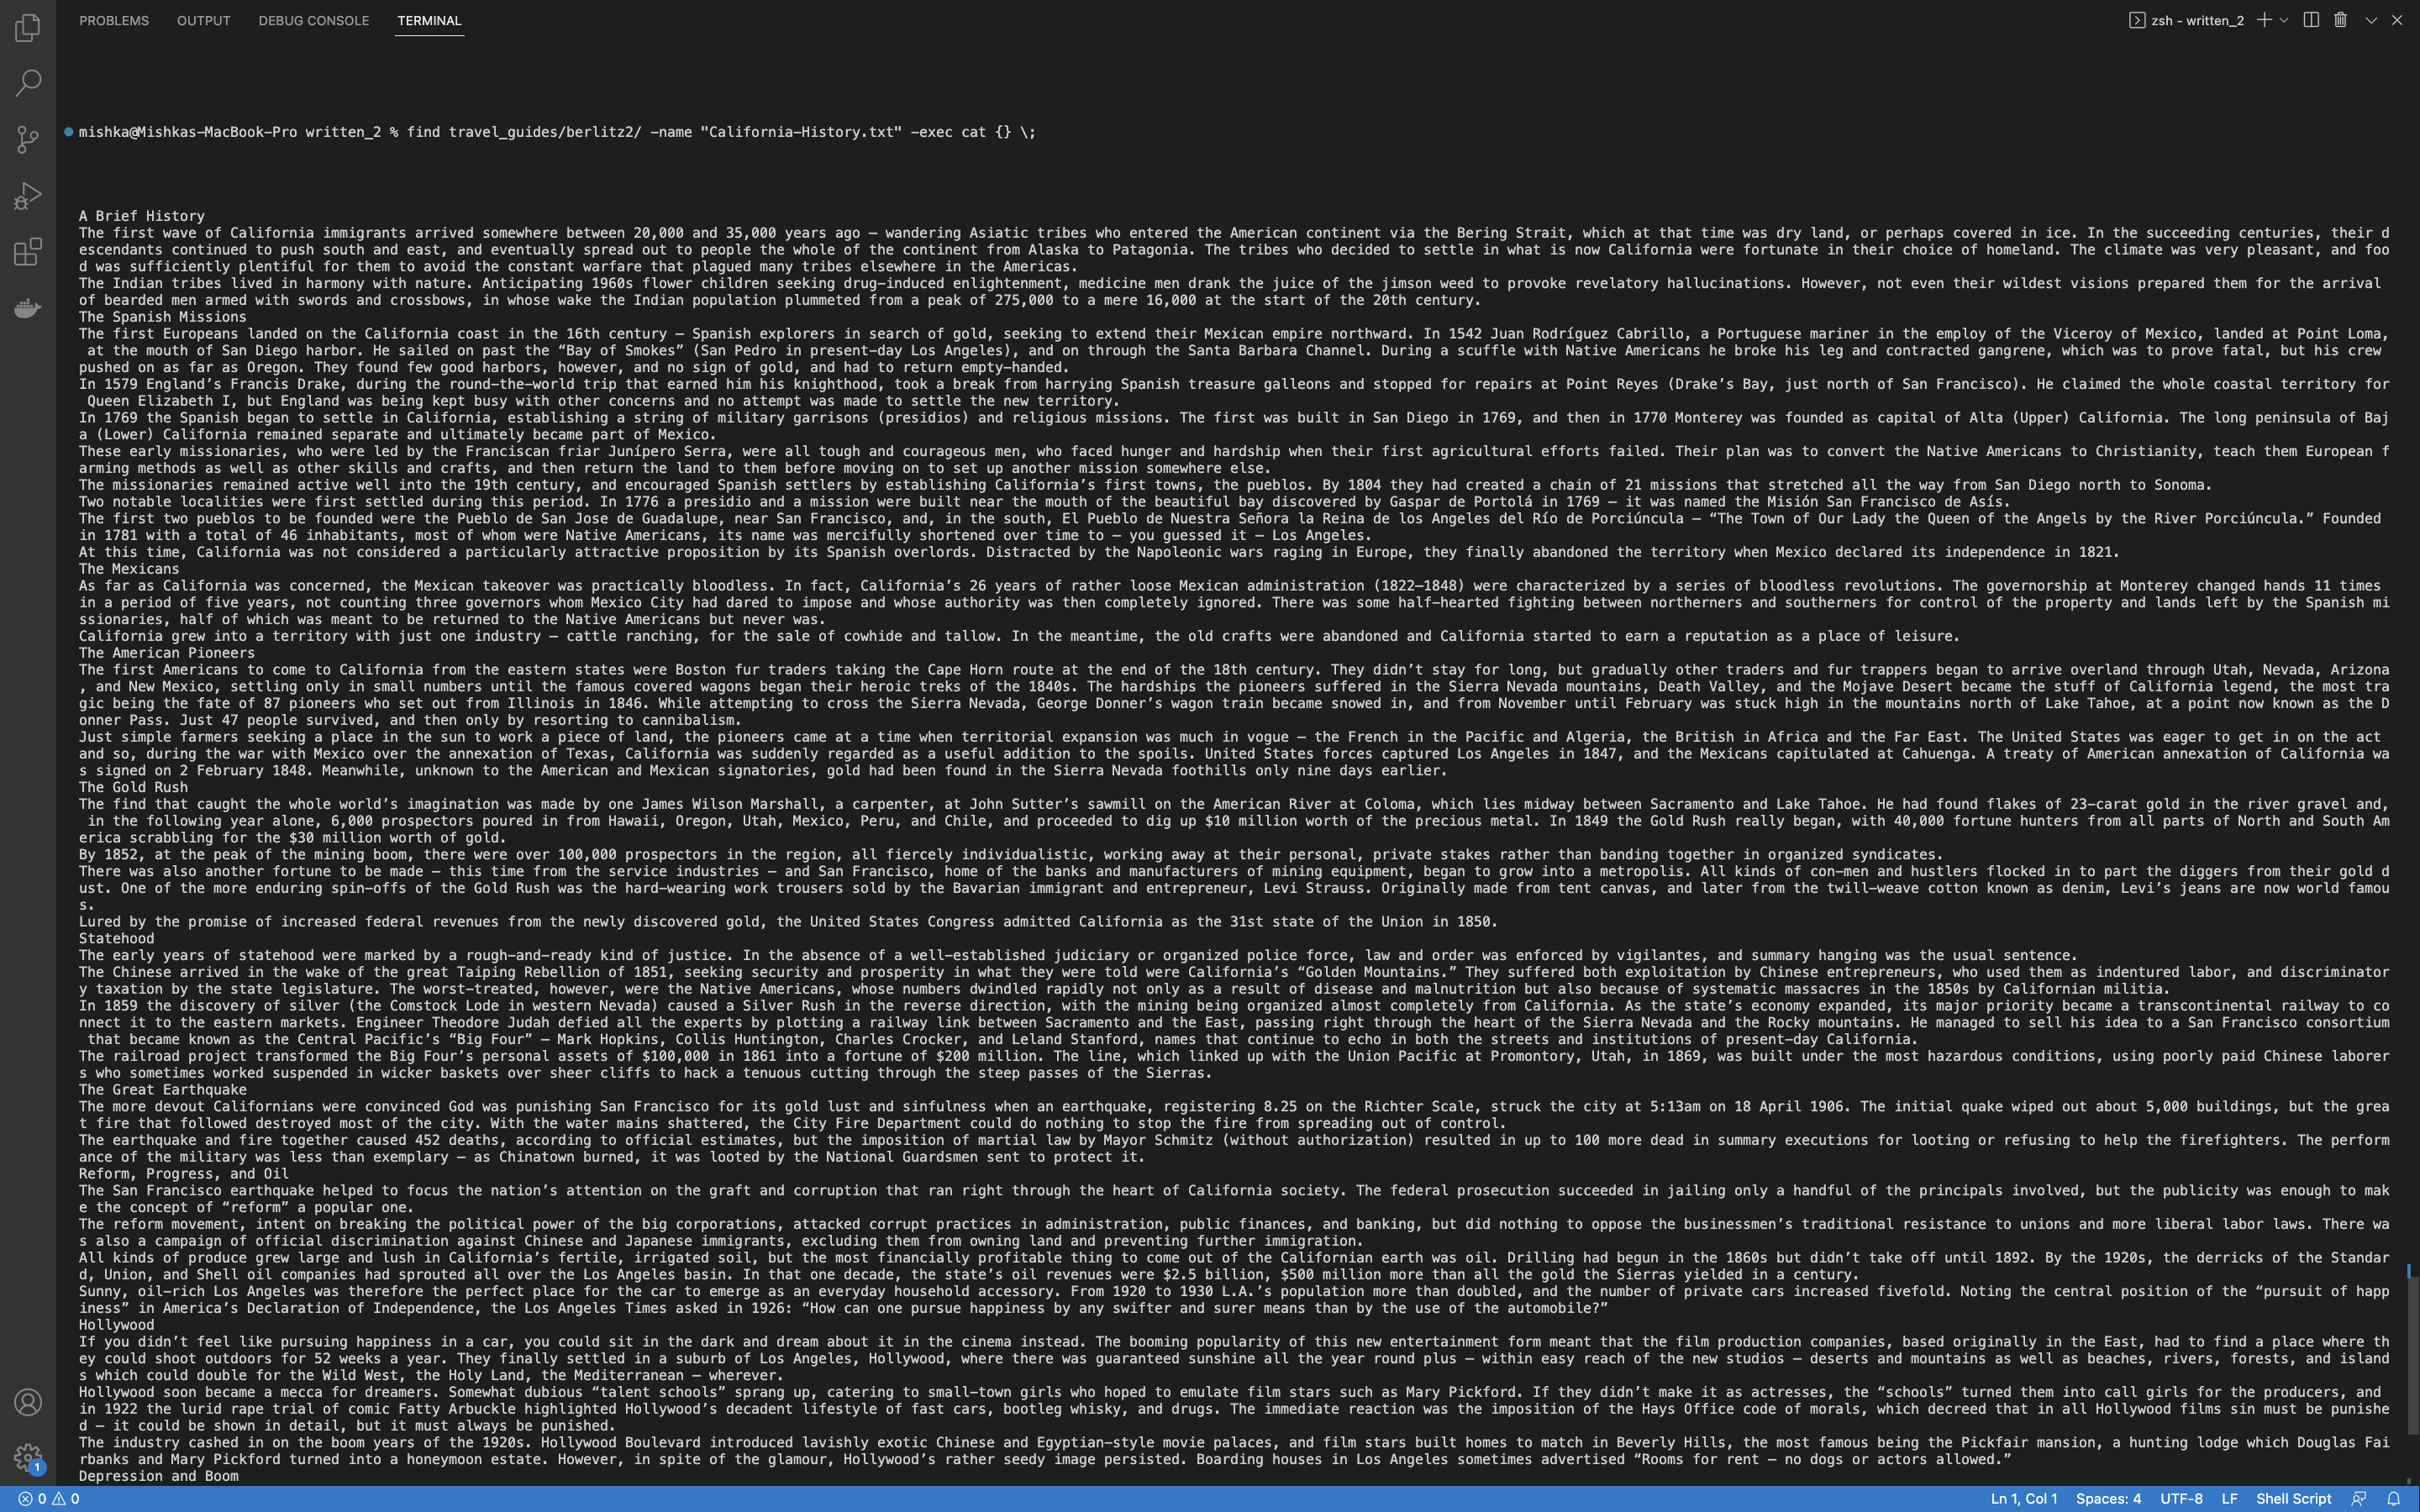 PROBLEMS OUTPUT DEBUG CONSOLE TERMINAL zsh - written_2
mishka@Mishkas-MacBook-Pro written_2 % find travel_guides/berlitz2/ -name "California-History.txt" -exec cat {} \;
A Brief History
The first wave of California immigrants arrived somewhere between 20,000 and 35,000 years ago — wandering Asiatic tribes who entered the American continent via the Bering Strait, which at that time was dry land, or perhaps covered in ice. In the succeeding centuries, their d
escendants continued to push south and east, and eventually spread out to people the whole of the continent from Alaska to Patagonia. The tribes who decided to settle in what is now California were fortunate in their choice of homeland. The climate was very pleasant, and foo
d was sufficiently plentiful for them to avoid the constant warfare that plagued many tribes elsewhere in the Americas.
The Indian tribes lived in harmony with nature. Anticipating 1960s flower children seeking drug-induced enlightenment, medicine men drank the juice of the jimson weed to provoke revelatory hallucinations. However, not even their wildest visions prepared them for the arrival
of bearded men armed with swords and crossbows, in whose wake the Indian population plummeted from a peak of 275,000 to a mere 16,000 at the start of the 20th century.
The Spanish Missions
The first Europeans landed on the California coast in the 16th century — Spanish explorers in search of gold, seeking to extend their Mexican empire northward. In 1542 Juan Rodríguez Cabrillo, a Portuguese mariner in the employ of the Viceroy of Mexico, landed at Point Loma,
at the mouth of San Diego harbor. He sailed on past the “Bay of Smokes” (San Pedro in present-day Los Angeles), and on through the Santa Barbara Channel. During a scuffle with Native Americans he broke his leg and contracted gangrene, which was to prove fatal, but his crew
pushed on as far as Oregon. They found few good harbors, however, and no sign of gold, and had to return empty-handed.
In 1579 England’s Francis Drake, during the round-the-world trip that earned him his knighthood, took a break from harrying Spanish treasure galleons and stopped for repairs at Point Reyes (Drake’s Bay, just north of San Francisco). He claimed the whole coastal territory for
Queen Elizabeth I, but England was being kept busy with other concerns and no attempt was made to settle the new territory.
In 1769 the Spanish began to settle in California, establishing a string of military garrisons (presidios) and religious missions. The first was built in San Diego in 1769, and then in 1770 Monterey was founded as capital of Alta (Upper) California. The long peninsula of Baj
a (Lower) California remained separate and ultimately became part of Mexico.
These early missionaries, who were led by the Franciscan friar Junípero Serra, were all tough and courageous men, who faced hunger and hardship when their first agricultural efforts failed. Their plan was to convert the Native Americans to Christianity, teach them European f
arming methods as well as other skills and crafts, and then return the land to them before moving on to set up another mission somewhere else.
The missionaries remained active well into the 19th century, and encouraged Spanish settlers by establishing California’s first towns, the pueblos. By 1804 they had created a chain of 21 missions that stretched all the way from San Diego north to Sonoma.
Two notable localities were first settled during this period. In 1776 a presidio and a mission were built near the mouth of the beautiful bay discovered by Gaspar de Portolá in 1769 — it was named the Misión San Francisco de Asís.
The first two pueblos to be founded were the Pueblo de San Jose de Guadalupe, near San Francisco, and, in the south, El Pueblo de Nuestra Señora la Reina de los Angeles del Río de Porciúncula — “The Town of Our Lady the Queen of the Angels by the River Porciúncula.” Founded
in 1781 with a total of 46 inhabitants, most of whom were Native Americans, its name was mercifully shortened over time to — you guessed it — Los Angeles.
At this time, California was not considered a particularly attractive proposition by its Spanish overlords. Distracted by the Napoleonic wars raging in Europe, they finally abandoned the territory when Mexico declared its independence in 1821.
The Mexicans
As far as California was concerned, the Mexican takeover was practically bloodless. In fact, California’s 26 years of rather loose Mexican administration (1822–1848) were characterized by a series of bloodless revolutions. The governorship at Monterey changed hands 11 times
in a period of five years, not counting three governors whom Mexico City had dared to impose and whose authority was then completely ignored. There was some half-hearted fighting between northerners and southerners for control of the property and lands left by the Spanish mi
ssionaries, half of which was meant to be returned to the Native Americans but never was.
California grew into a territory with just one industry — cattle ranching, for the sale of cowhide and tallow. In the meantime, the old crafts were abandoned and California started to earn a reputation as a place of leisure.
The American Pioneers
The first Americans to come to California from the eastern states were Boston fur traders taking the Cape Horn route at the end of the 18th century. They didn’t stay for long, but gradually other traders and fur trappers began to arrive overland through Utah, Nevada, Arizona
, and New Mexico, settling only in small numbers until the famous covered wagons began their heroic treks of the 1840s. The hardships the pioneers suffered in the Sierra Nevada mountains, Death Valley, and the Mojave Desert became the stuff of California legend, the most tra
gic being the fate of 87 pioneers who set out from Illinois in 1846. While attempting to cross the Sierra Nevada, George Donner’s wagon train became snowed in, and from November until February was stuck high in the mountains north of Lake Tahoe, at a point now known as the D
onner Pass. Just 47 people survived, and then only by resorting to cannibalism.
Just simple farmers seeking a place in the sun to work a piece of land, the pioneers came at a time when territorial expansion was much in vogue — the French in the Pacific and Algeria, the British in Africa and the Far East. The United States was eager to get in on the act
and so, during the war with Mexico over the annexation of Texas, California was suddenly regarded as a useful addition to the spoils. United States forces captured Los Angeles in 1847, and the Mexicans capitulated at Cahuenga. A treaty of American annexation of California wa
s signed on 2 February 1848. Meanwhile, unknown to the American and Mexican signatories, gold had been found in the Sierra Nevada foothills only nine days earlier.
The Gold Rush
The find that caught the whole world’s imagination was made by one James Wilson Marshall, a carpenter, at John Sutter’s sawmill on the American River at Coloma, which lies midway between Sacramento and Lake Tahoe. He had found flakes of 23-carat gold in the river gravel and,
in the following year alone, 6,000 prospectors poured in from Hawaii, Oregon, Utah, Mexico, Peru, and Chile, and proceeded to dig up $10 million worth of the precious metal. In 1849 the Gold Rush really began, with 40,000 fortune hunters from all parts of North and South Am
erica scrabbling for the $30 million worth of gold.
By 1852, at the peak of the mining boom, there were over 100,000 prospectors in the region, all fiercely individualistic, working away at their personal, private stakes rather than banding together in organized syndicates.
There was also another fortune to be made — this time from the service industries — and San Francisco, home of the banks and manufacturers of mining equipment, began to grow into a metropolis. All kinds of con-men and hustlers flocked in to part the diggers from their gold d
ust. One of the more enduring spin-offs of the Gold Rush was the hard-wearing work trousers sold by the Bavarian immigrant and entrepreneur, Levi Strauss. Originally made from tent canvas, and later from the twill-weave cotton known as denim, Levi’s jeans are now world famou
s.
Lured by the promise of increased federal revenues from the newly discovered gold, the United States Congress admitted California as the 31st state of the Union in 1850.
Statehood
The early years of statehood were marked by a rough-and-ready kind of justice. In the absence of a well-established judiciary or organized police force, law and order was enforced by vigilantes, and summary hanging was the usual sentence.
The Chinese arrived in the wake of the great Taiping Rebellion of 1851, seeking security and prosperity in what they were told were California’s “Golden Mountains.” They suffered both exploitation by Chinese entrepreneurs, who used them as indentured labor, and discriminator
y taxation by the state legislature. The worst-treated, however, were the Native Americans, whose numbers dwindled rapidly not only as a result of disease and malnutrition but also because of systematic massacres in the 1850s by Californian militia.
In 1859 the discovery of silver (the Comstock Lode in western Nevada) caused a Silver Rush in the reverse direction, with the mining being organized almost completely from California. As the state’s economy expanded, its major priority became a transcontinental railway to co
nnect it to the eastern markets. Engineer Theodore Judah defied all the experts by plotting a railway link between Sacramento and the East, passing right through the heart of the Sierra Nevada and the Rocky mountains. He managed to sell his idea to a San Francisco consortium
that became known as the Central Pacific’s “Big Four” — Mark Hopkins, Collis Huntington, Charles Crocker, and Leland Stanford, names that continue to echo in both the streets and institutions of present-day California.
The railroad project transformed the Big Four’s personal assets of $100,000 in 1861 into a fortune of $200 million. The line, which linked up with the Union Pacific at Promontory, Utah, in 1869, was built under the most hazardous conditions, using poorly paid Chinese laborer
s who sometimes worked suspended in wicker baskets over sheer cliffs to hack a tenuous cutting through the steep passes of the Sierras.
The Great Earthquake
The more devout Californians were convinced God was punishing San Francisco for its gold lust and sinfulness when an earthquake, registering 8.25 on the Richter Scale, struck the city at 5:13am on 18 April 1906. The initial quake wiped out about 5,000 buildings, but the grea
t fire that followed destroyed most of the city. With the water mains shattered, the City Fire Department could do nothing to stop the fire from spreading out of control.
The earthquake and fire together caused 452 deaths, according to official estimates, but the imposition of martial law by Mayor Schmitz (without authorization) resulted in up to 100 more dead in summary executions for looting or refusing to help the firefighters. The perform
ance of the military was less than exemplary — as Chinatown burned, it was looted by the National Guardsmen sent to protect it.
Reform, Progress, and Oil
The San Francisco earthquake helped to focus the nation’s attention on the graft and corruption that ran right through the heart of California society. The federal prosecution succeeded in jailing only a handful of the principals involved, but the publicity was enough to mak
e the concept of “reform” a popular one.
The reform movement, intent on breaking the political power of the big corporations, attacked corrupt practices in administration, public finances, and banking, but did nothing to oppose the businessmen’s traditional resistance to unions and more liberal labor laws. There wa
s also a campaign of official discrimination against Chinese and Japanese immigrants, excluding them from owning land and preventing further immigration.
All kinds of produce grew large and lush in California’s fertile, irrigated soil, but the most financially profitable thing to come out of the Californian earth was oil. Drilling had begun in the 1860s but didn’t take off until 1892. By the 1920s, the derricks of the Standar
d, Union, and Shell oil companies had sprouted all over the Los Angeles basin. In that one decade, the state’s oil revenues were $2.5 billion, $500 million more than all the gold the Sierras yielded in a century.
Sunny, oil-rich Los Angeles was therefore the perfect place for the car to emerge as an everyday household accessory. From 1920 to 1930 L.A.’s population more than doubled, and the number of private cars increased fivefold. Noting the central position of the “pursuit of happ
iness” in America’s Declaration of Independence, the Los Angeles Times asked in 1926: “How can one pursue happiness by any swifter and surer means than by the use of the automobile?”
Hollywood
If you didn’t feel like pursuing happiness in a car, you could sit in the dark and dream about it in the cinema instead. The booming popularity of this new entertainment form meant that the film production companies, based originally in the East, had to find a place where th
ey could shoot outdoors for 52 weeks a year. They finally settled in a suburb of Los Angeles, Hollywood, where there was guaranteed sunshine all the year round plus — within easy reach of the new studios — deserts and mountains as well as beaches, rivers, forests, and island
s which could double for the Wild West, the Holy Land, the Mediterranean — wherever.
Hollywood soon became a mecca for dreamers. Somewhat dubious “talent schools” sprang up, catering to small-town girls who hoped to emulate film stars such as Mary Pickford. If they didn’t make it as actresses, the “schools” turned them into call girls for the producers, and
in 1922 the lurid rape trial of comic Fatty Arbuckle highlighted Hollywood’s decadent lifestyle of fast cars, bootleg whisky, and drugs. The immediate reaction was the imposition of the Hays Office code of morals, which decreed that in all Hollywood films sin must be punishe
d — it could be shown in detail, but it must always be punished.
The industry cashed in on the boom years of the 1920s. Hollywood Boulevard introduced lavishly exotic Chinese and Egyptian-style movie palaces, and film stars built homes to match in Beverly Hills, the most famous being the Pickfair mansion, a hunting lodge which Douglas Fai
rbanks and Mary Pickford turned into a honeymoon estate. However, in spite of the glamour, Hollywood’s rather seedy image persisted. Boarding houses in Los Angeles sometimes advertised “Rooms for rent — no dogs or actors allowed.”
Depression and Boom
1
0 0 Ln 1, Col 1 Spaces: 4 UTF-8 LF Shell Script